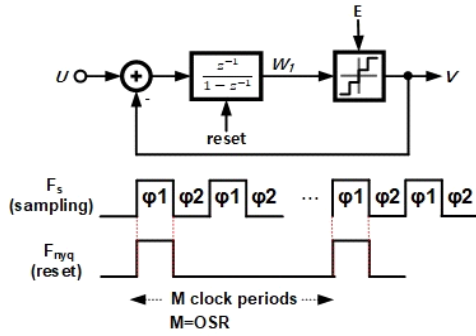 E
U
+
-
z⁻¹
1 − z⁻¹
W₁
V
reset
Fₛ
(sampling)
φ1 φ2 φ1 φ2 ... φ1 φ2 φ1 φ2
Fₙyq
(reset)
M clock periods
M=OSR